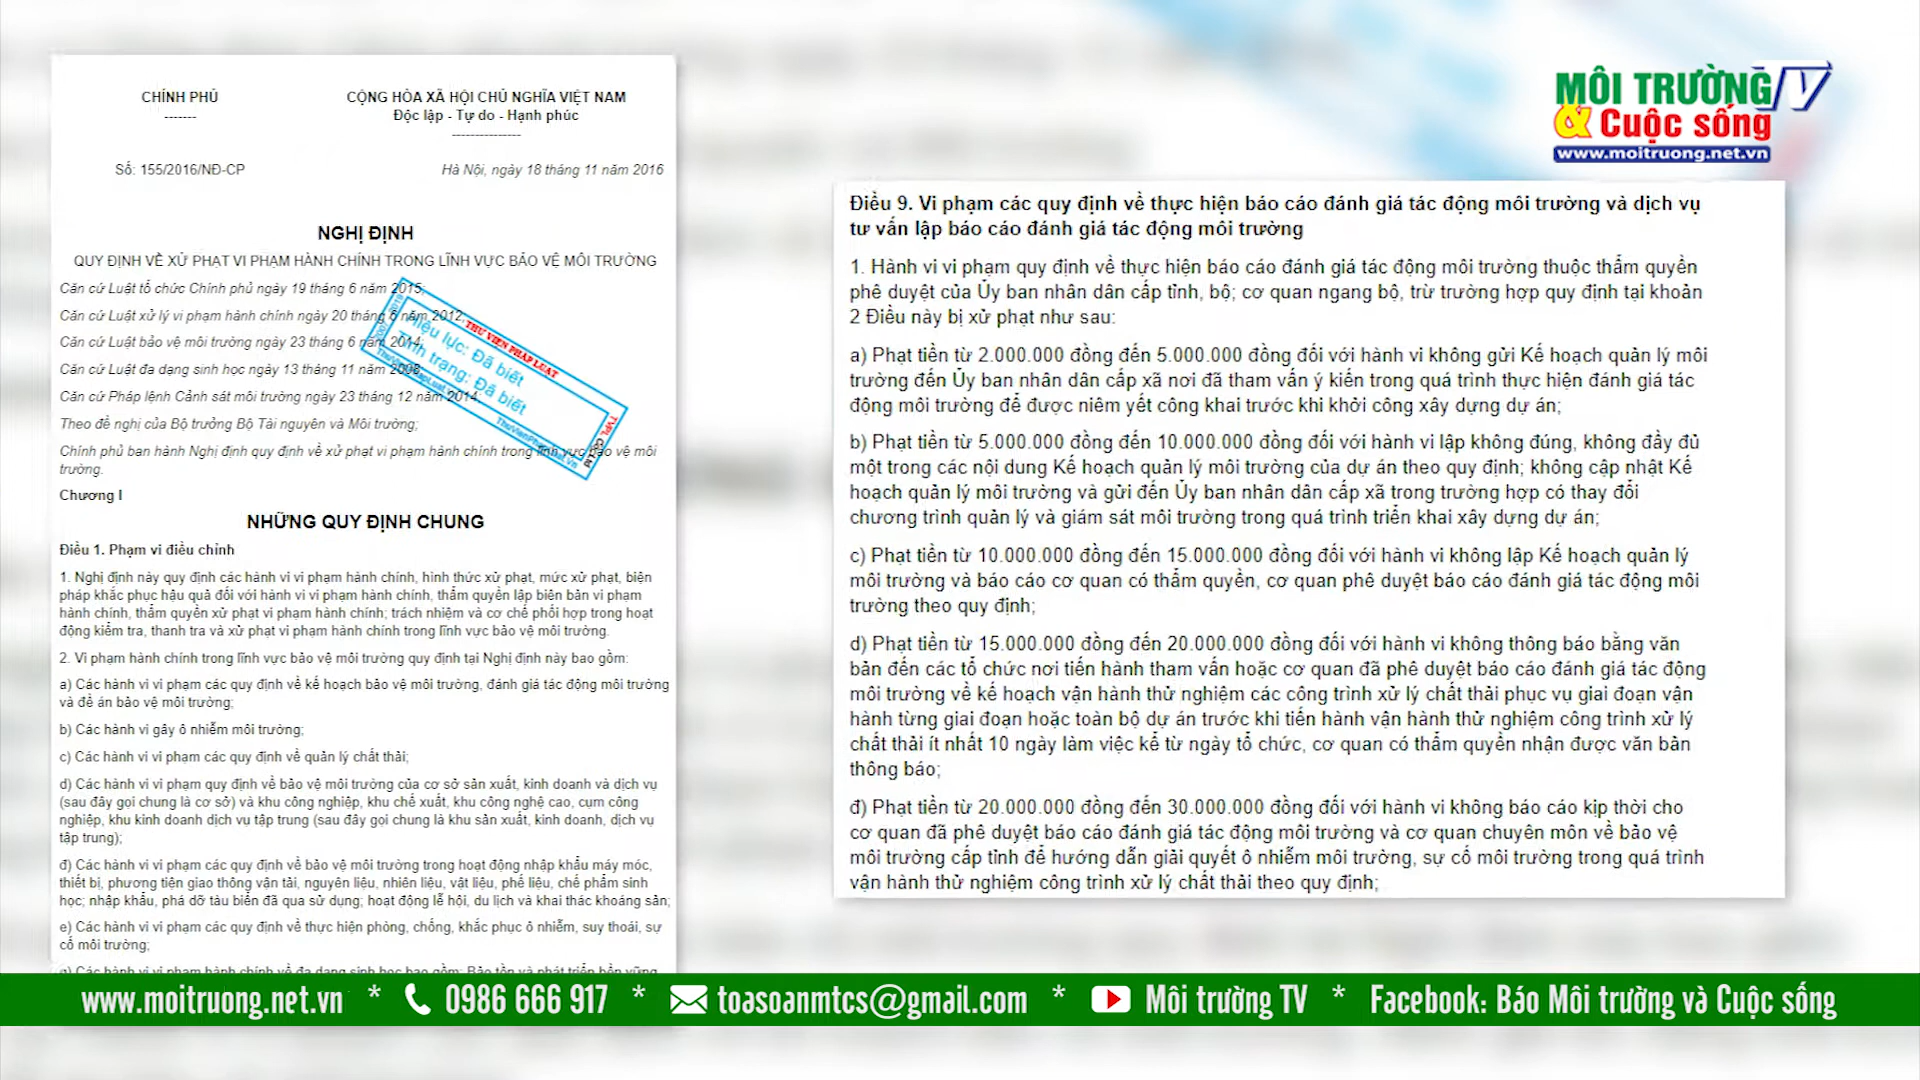 CHÍNH PHỦ
-------
CỘNG HÒA XÃ HỘI CHỦ NGHĨA VIỆT NAM
Độc lập - Tự do - Hạnh phúc
---------------
Số: 155/2016/NĐ-CP
Hà Nội, ngày 18 tháng 11 năm 2016
NGHỊ ĐỊNH
QUY ĐỊNH VỀ XỬ PHẠT VI PHẠM HÀNH CHÍNH TRONG LĨNH VỰC BẢO VỆ MÔI TRƯỜNG
Căn cứ Luật tổ chức Chính phủ ngày 19 tháng 6 năm 2015;
Căn cứ Luật xử lý vi phạm hành chính ngày 20 tháng 6 năm 2012;
Căn cứ Luật bảo vệ môi trường ngày 23 tháng 6 năm 2014;
Căn cứ Luật đa dạng sinh học ngày 13 tháng 11 năm 2008;
Căn cứ Pháp lệnh Cảnh sát môi trường ngày 23 tháng 12 năm 2014;
Theo đề nghị của Bộ trưởng Bộ Tài nguyên và Môi trường;
Chính phủ ban hành Nghị định quy định về xử phạt vi phạm hành chính trong lĩnh vực bảo vệ môi
trường.
THƯ VIỆN PHÁP LUẬT
Hiệu lực: Đã biết
Tình trạng: Đã biết
Chương I
NHỮNG QUY ĐỊNH CHUNG
Điều 1. Phạm vi điều chỉnh
1. Nghị định này quy định các hành vi vi phạm hành chính, hình thức xử phạt, mức xử phạt, biện
pháp khắc phục hậu quả đối với hành vi vi phạm hành chính, thẩm quyền lập biên bản vi phạm
hành chính, thẩm quyền xử phạt vi phạm hành chính; trách nhiệm và cơ chế phối hợp trong hoạt
động kiểm tra, thanh tra và xử phạt vi phạm hành chính trong lĩnh vực bảo vệ môi trường.
2. Vi phạm hành chính trong lĩnh vực bảo vệ môi trường quy định tại Nghị định này bao gồm:
a) Các hành vi vi phạm các quy định về kế hoạch bảo vệ môi trường, đánh giá tác động môi trường
và đề án bảo vệ môi trường;
b) Các hành vi gây ô nhiễm môi trường;
c) Các hành vi vi phạm các quy định về quản lý chất thải;
d) Các hành vi vi phạm quy định về bảo vệ môi trường của cơ sở sản xuất, kinh doanh và dịch vụ
(sau đây gọi chung là cơ sở) và khu công nghiệp, khu chế xuất, khu công nghệ cao, cụm công
nghiệp, khu kinh doanh dịch vụ tập trung (sau đây gọi chung là khu sản xuất, kinh doanh, dịch vụ
tập trung);
đ) Các hành vi vi phạm các quy định về bảo vệ môi trường trong hoạt động nhập khẩu máy móc,
thiết bị, phương tiện giao thông vận tải, nguyên liệu, nhiên liệu, vật liệu, phế liệu, chế phẩm sinh
học; nhập khẩu, phá dỡ tàu biển đã qua sử dụng; hoạt động lễ hội, du lịch và khai thác khoáng sản;
e) Các hành vi vi phạm các quy định về thực hiện phòng, chống, khắc phục ô nhiễm, suy thoái, sự
cố môi trường;
g) Các hành vi vi phạm hành chính về đa dạng sinh học bao gồm: Bảo tồn và phát triển bền vững
MÔI TRƯỜNG TV
& Cuộc sống
www.moitruong.net.vn
Điều 9. Vi phạm các quy định về thực hiện báo cáo đánh giá tác động môi trường và dịch vụ
tư vấn lập báo cáo đánh giá tác động môi trường
1. Hành vi vi phạm quy định về thực hiện báo cáo đánh giá tác động môi trường thuộc thẩm quyền
phê duyệt của Ủy ban nhân dân cấp tỉnh, bộ; cơ quan ngang bộ, trừ trường hợp quy định tại khoản
2 Điều này bị xử phạt như sau:
a) Phạt tiền từ 2.000.000 đồng đến 5.000.000 đồng đối với hành vi không gửi Kế hoạch quản lý môi
trường đến Ủy ban nhân dân cấp xã nơi đã tham vấn ý kiến trong quá trình thực hiện đánh giá tác
động môi trường để được niêm yết công khai trước khi khởi công xây dựng dự án;
b) Phạt tiền từ 5.000.000 đồng đến 10.000.000 đồng đối với hành vi lập không đúng, không đầy đủ
một trong các nội dung Kế hoạch quản lý môi trường của dự án theo quy định; không cập nhật Kế
hoạch quản lý môi trường và gửi đến Ủy ban nhân dân cấp xã trong trường hợp có thay đổi
chương trình quản lý và giám sát môi trường trong quá trình triển khai xây dựng dự án;
c) Phạt tiền từ 10.000.000 đồng đến 15.000.000 đồng đối với hành vi không lập Kế hoạch quản lý
môi trường và báo cáo cơ quan có thẩm quyền, cơ quan phê duyệt báo cáo đánh giá tác động môi
trường theo quy định;
d) Phạt tiền từ 15.000.000 đồng đến 20.000.000 đồng đối với hành vi không thông báo bằng văn
bản đến các tổ chức nơi tiến hành tham vấn hoặc cơ quan đã phê duyệt báo cáo đánh giá tác động
môi trường về kế hoạch vận hành thử nghiệm các công trình xử lý chất thải phục vụ giai đoạn vận
hành từng giai đoạn hoặc toàn bộ dự án trước khi tiến hành vận hành thử nghiệm công trình xử lý
chất thải ít nhất 10 ngày làm việc kể từ ngày tổ chức, cơ quan có thẩm quyền nhận được văn bản
thông báo;
đ) Phạt tiền từ 20.000.000 đồng đến 30.000.000 đồng đối với hành vi không báo cáo kịp thời cho
cơ quan đã phê duyệt báo cáo đánh giá tác động môi trường và cơ quan chuyên môn về bảo vệ
môi trường cấp tỉnh để hướng dẫn giải quyết ô nhiễm môi trường, sự cố môi trường trong quá trình
vận hành thử nghiệm công trình xử lý chất thải theo quy định;
www.moitruong.net.vn * 0986 666 917 * toasoanmtcs@gmail.com * Môi trường TV * Facebook: Báo Môi trường và Cuộc sống